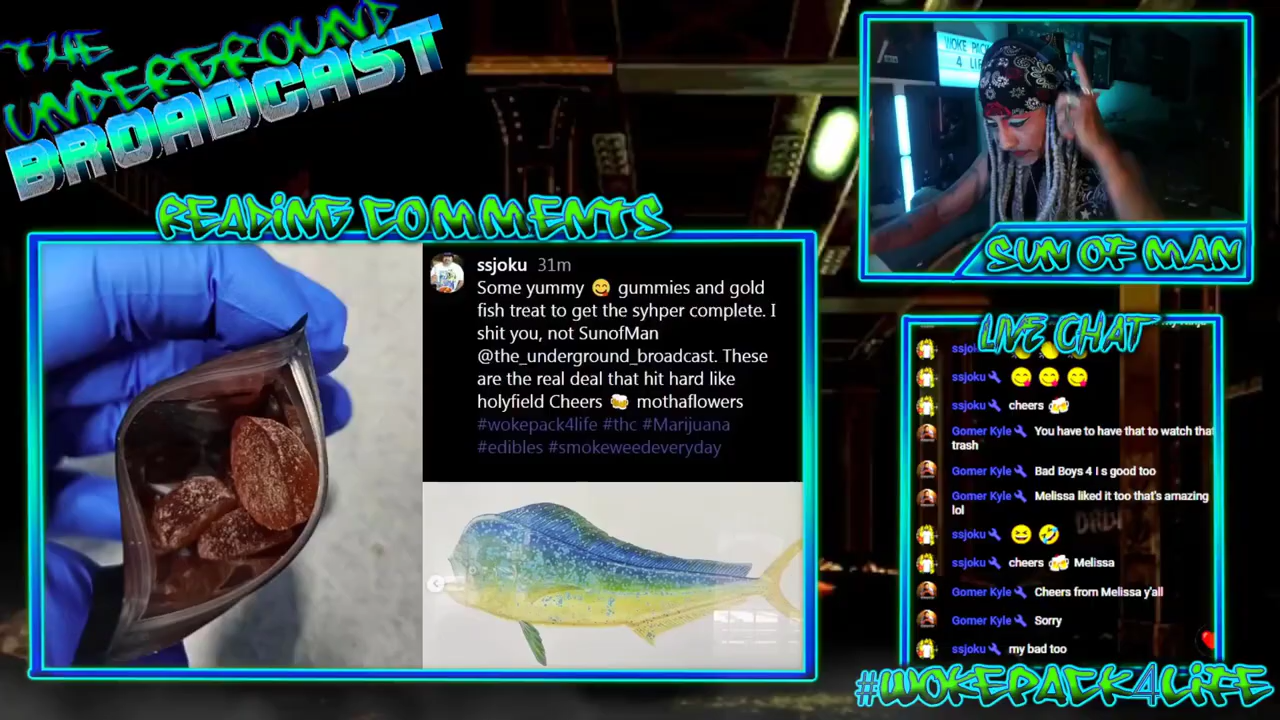 THE
UNDERGROUND
BROADCAST
READING COMMENTS
ssjoku 31m
Some yummy 😋 gummies and gold
fish treat to get the syhper complete. I
shit you, not SunofMan
@the_underground_broadcast. These
are the real deal that hit hard like
holyfield Cheers 🍻 mothaflowers
#wokepack4life #thc #Marijuana
#edibles #smokeweedeveryday
WOKE PACK
4 LIFE
SUN OF MAN
LIVE CHAT
ssjoku 😋 😋 😋
cheers 🍻
ssjoku
Gomer Kyle You have to have that to watch that
trash
Gomer Kyle Bad Boys 4 I s good too
Gomer Kyle Melissa liked it too that's amazing
lol
ssjoku 😆 🤣
ssjoku cheers 🍻 Melissa
Gomer Kyle Cheers from Melissa y'all
Gomer Kyle Sorry
ssjoku my bad too
#WOKEPACK4LIFE